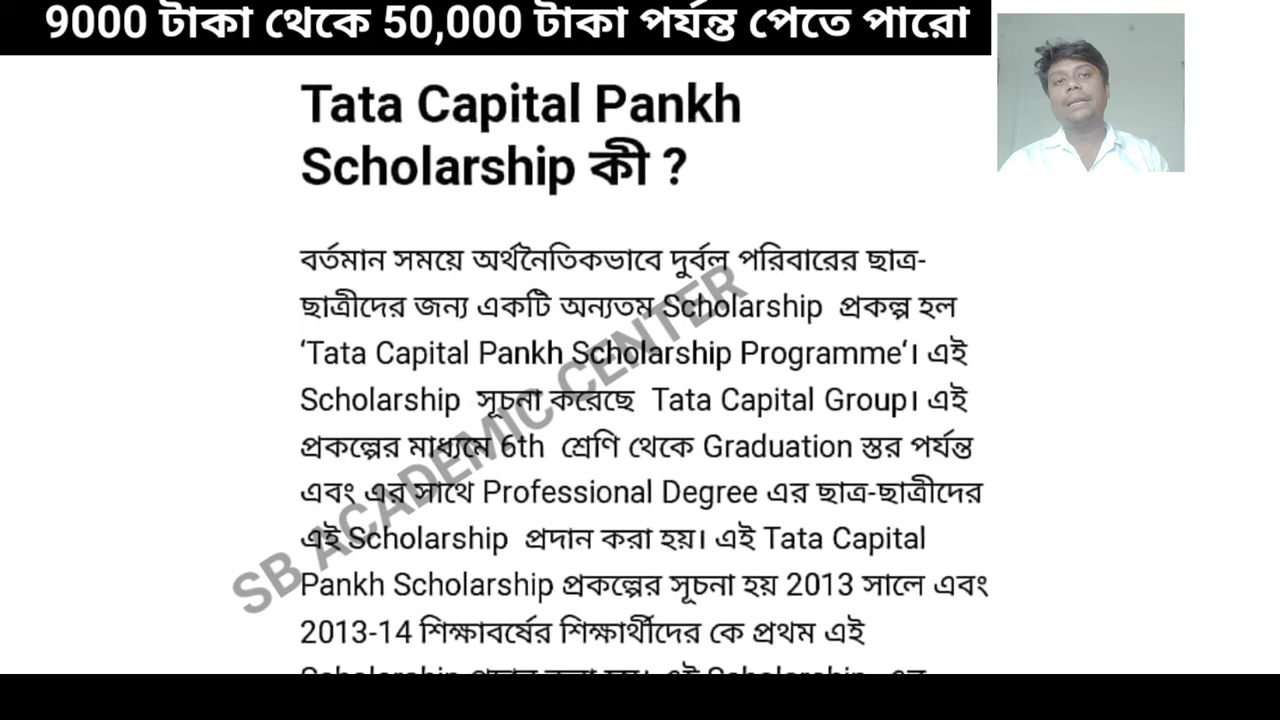 9000 টাকা থেকে 50,000 টাকা পর্যন্ত পেতে পারো
Tata Capital Pankh
Scholarship কী ?
বর্তমান সময়ে অর্থনৈতিকভাবে দুর্বল পরিবারের ছাত্র-
ছাত্রীদের জন্য একটি অন্যতম Scholarship প্রকল্প হল
‘Tata Capital Pankh Scholarship Programme‘। এই
Scholarship সূচনা করেছে Tata Capital Group। এই
প্রকল্পের মাধ্যমে 6th শ্রেণি থেকে Graduation স্তর পর্যন্ত
এবং এর সাথে Professional Degree এর ছাত্র-ছাত্রীদের
এই Scholarship প্রদান করা হয়। এই Tata Capital
Pankh Scholarship প্রকল্পের সূচনা হয় 2013 সালে এবং
2013-14 শিক্ষাবর্ষের শিক্ষার্থীদের কে প্রথম এই
SB ACADEMIC CENTER